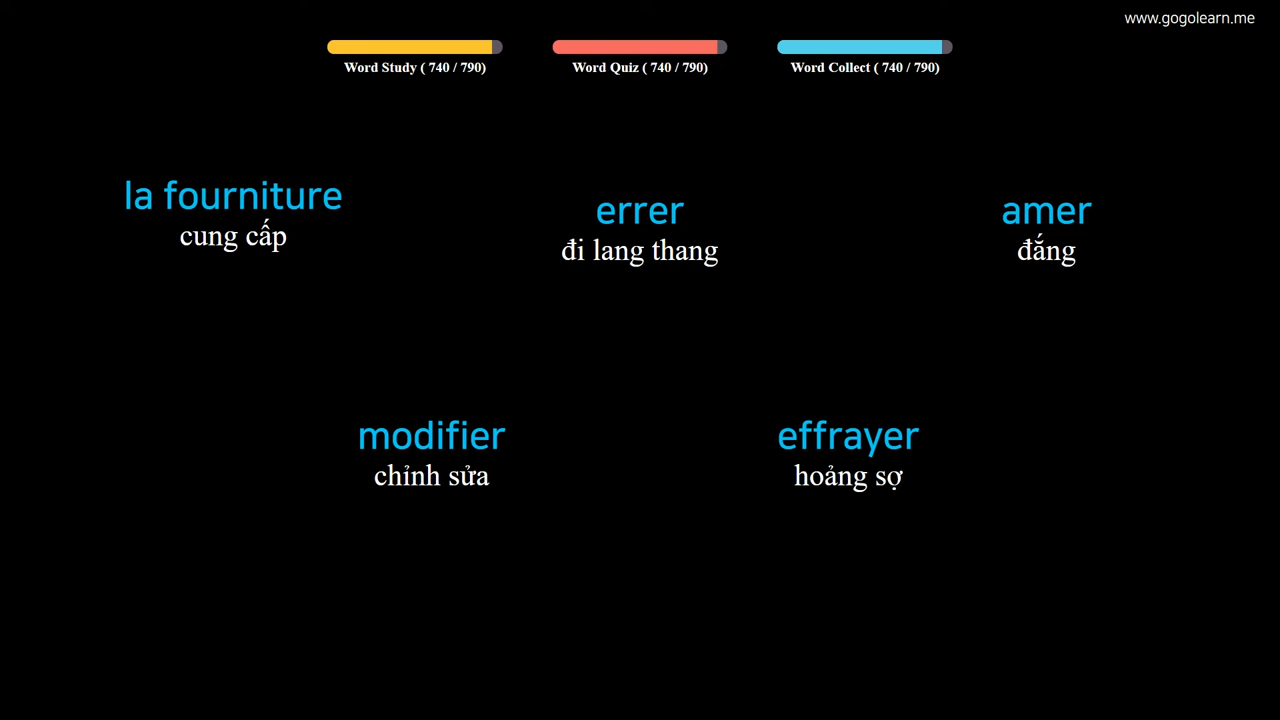 www.gogolearn.me
Word Study ( 740 / 790)
Word Quiz ( 740 / 790)
Word Collect ( 740 / 790)
la fourniture
cung cấp
errer
đi lang thang
amer
đắng
modifier
chỉnh sửa
effrayer
hoảng sợ